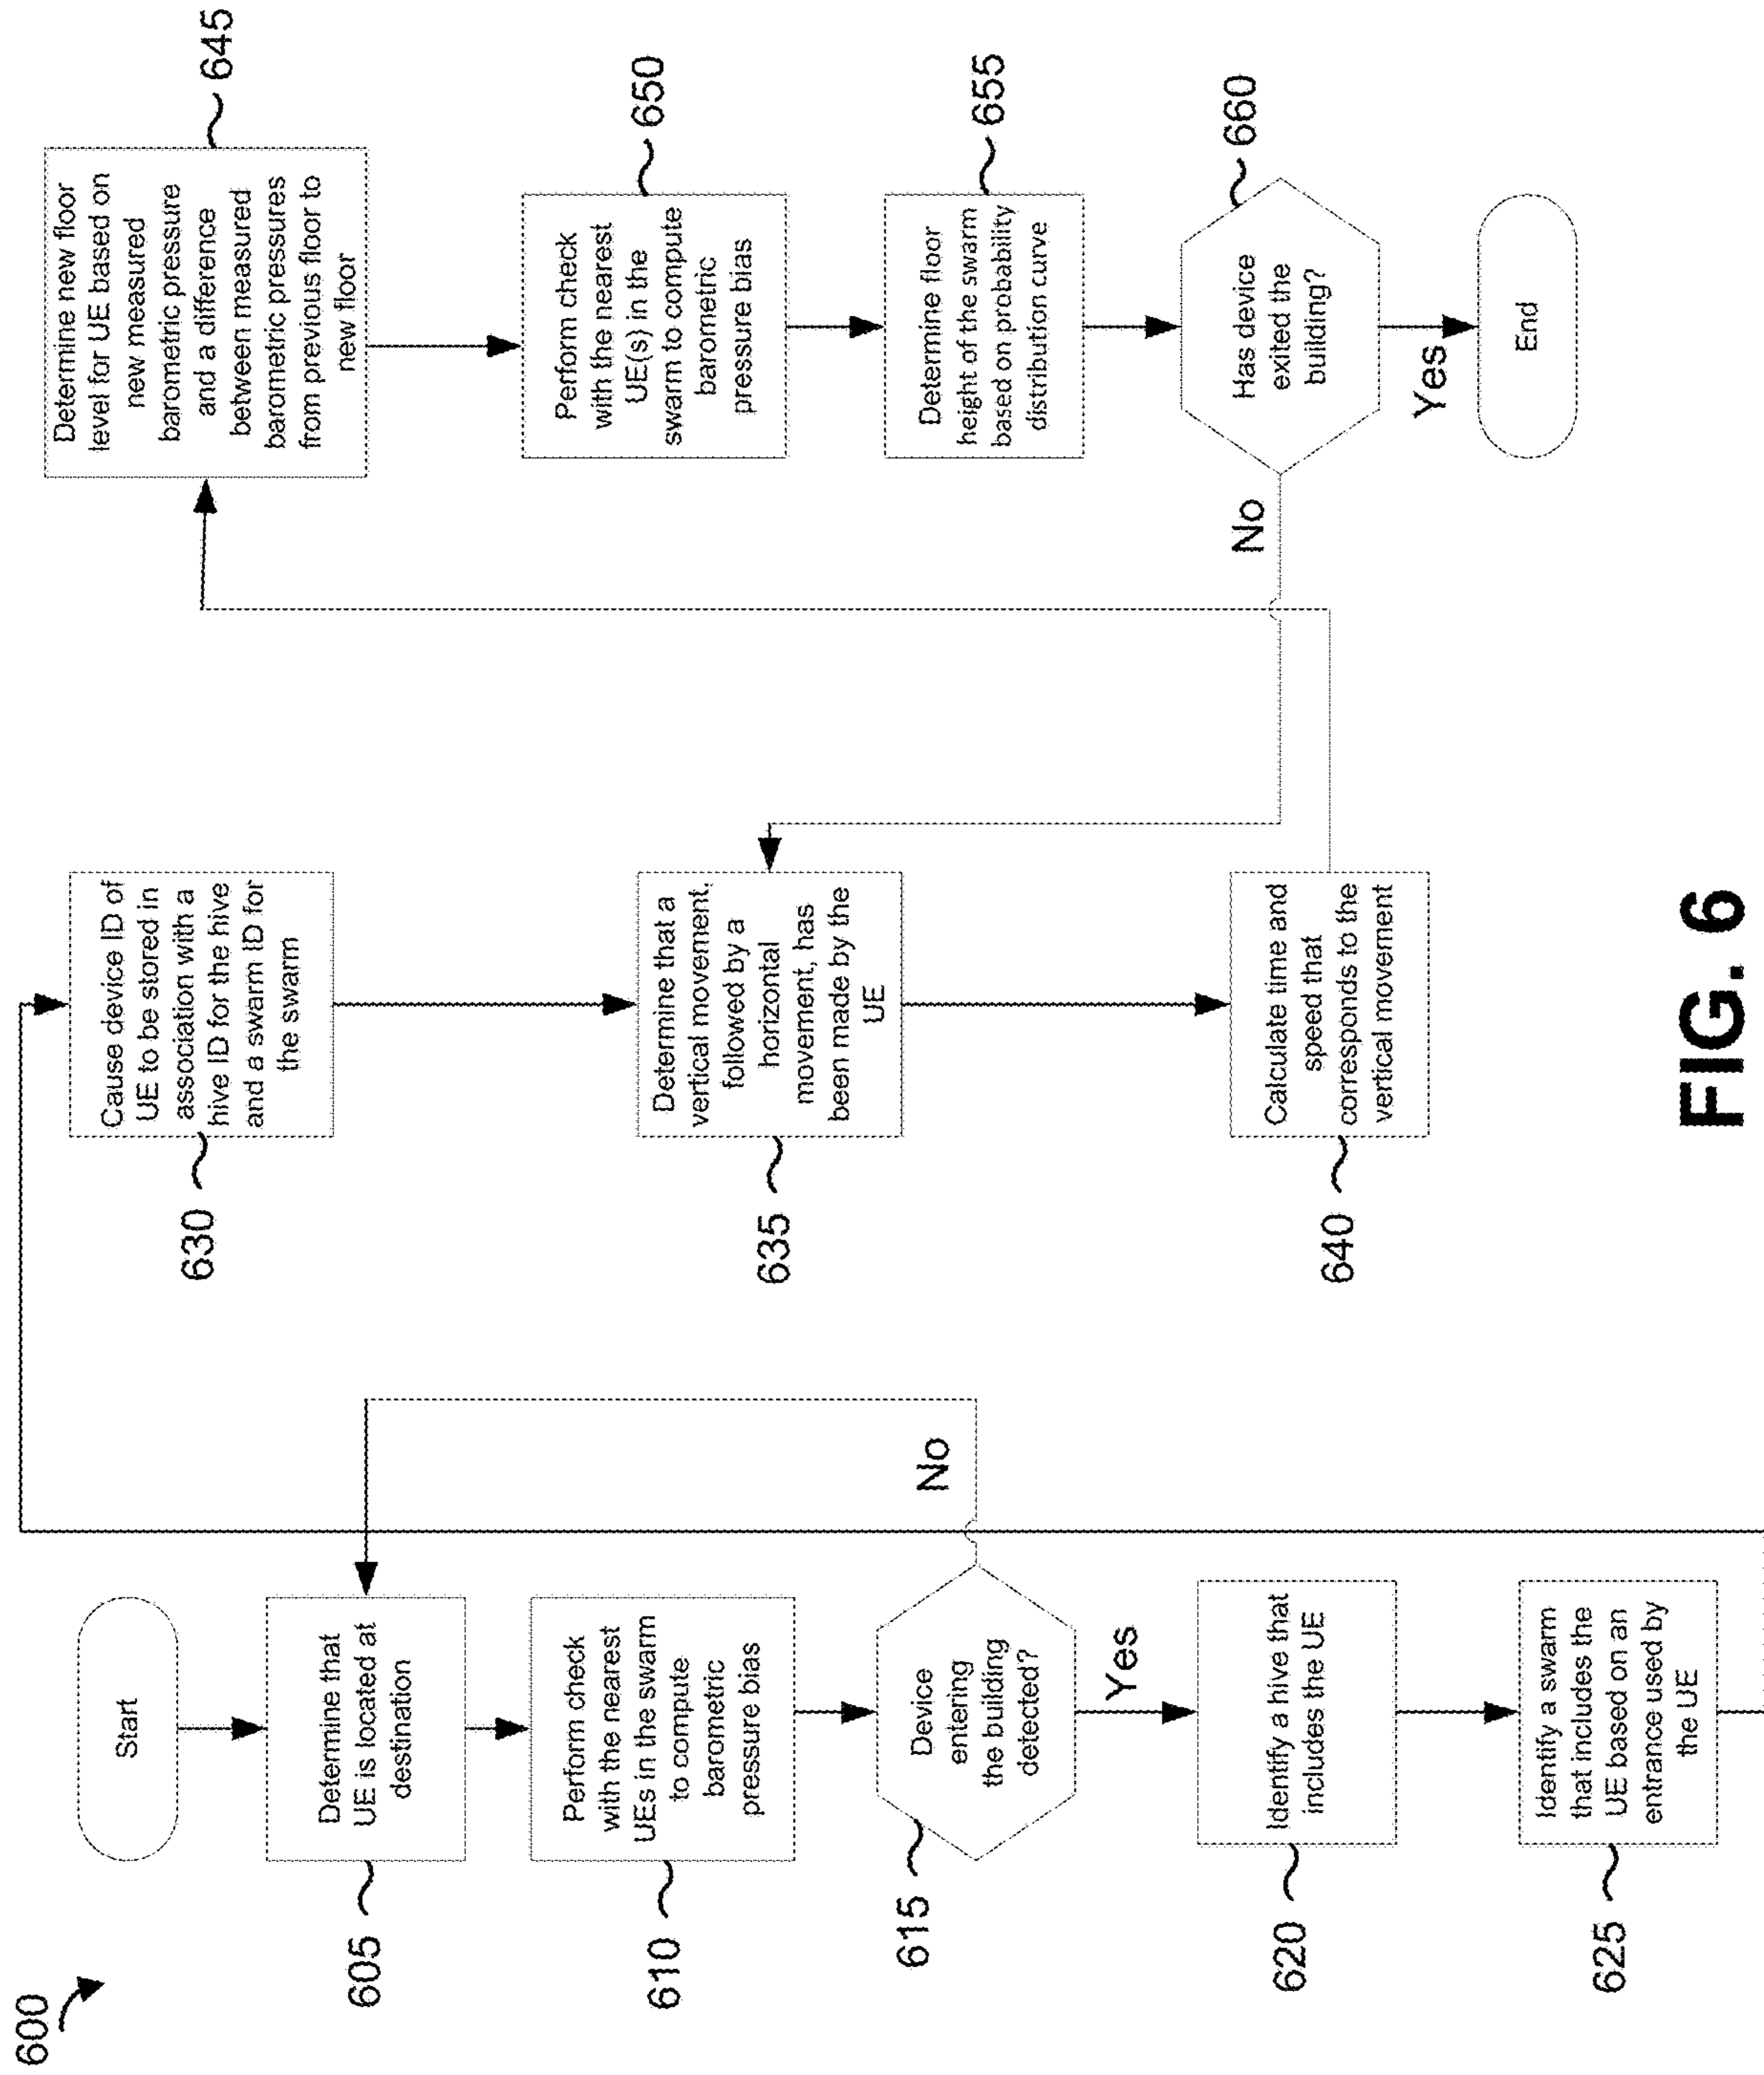 600
Start
605
Determine that
UE is located at
destination
610
Perform check
with the nearest
UEs in the swarm
to compute
barometric
pressure bias
615
Device
entering
the building
detected?
No
Yes
620
Identify a hive that
includes the UE
625
Identify a swarm
that includes the
UE based on an
entrance used by
the UE
630
Cause device ID of
UE to be stored in
association with a
hive ID for the hive
and a swarm ID for
the swarm
635
Determine that a
vertical movement,
followed by a
horizontal
movement, has
been made by the
UE
640
Calculate time and
speed that
corresponds to the
vertical movement
645
Determine new floor
level for UE based on
new measured
barometric pressure
and a difference
between measured
barometric pressures
from previous floor to
new floor
650
Perform check
with the nearest
UE(s) in the
swarm to compute
barometric
pressure bias
655
Determine floor
height of the swarm
based on probability
distribution curve
660
Has device
exited the
building?
No
Yes
End
FIG. 6